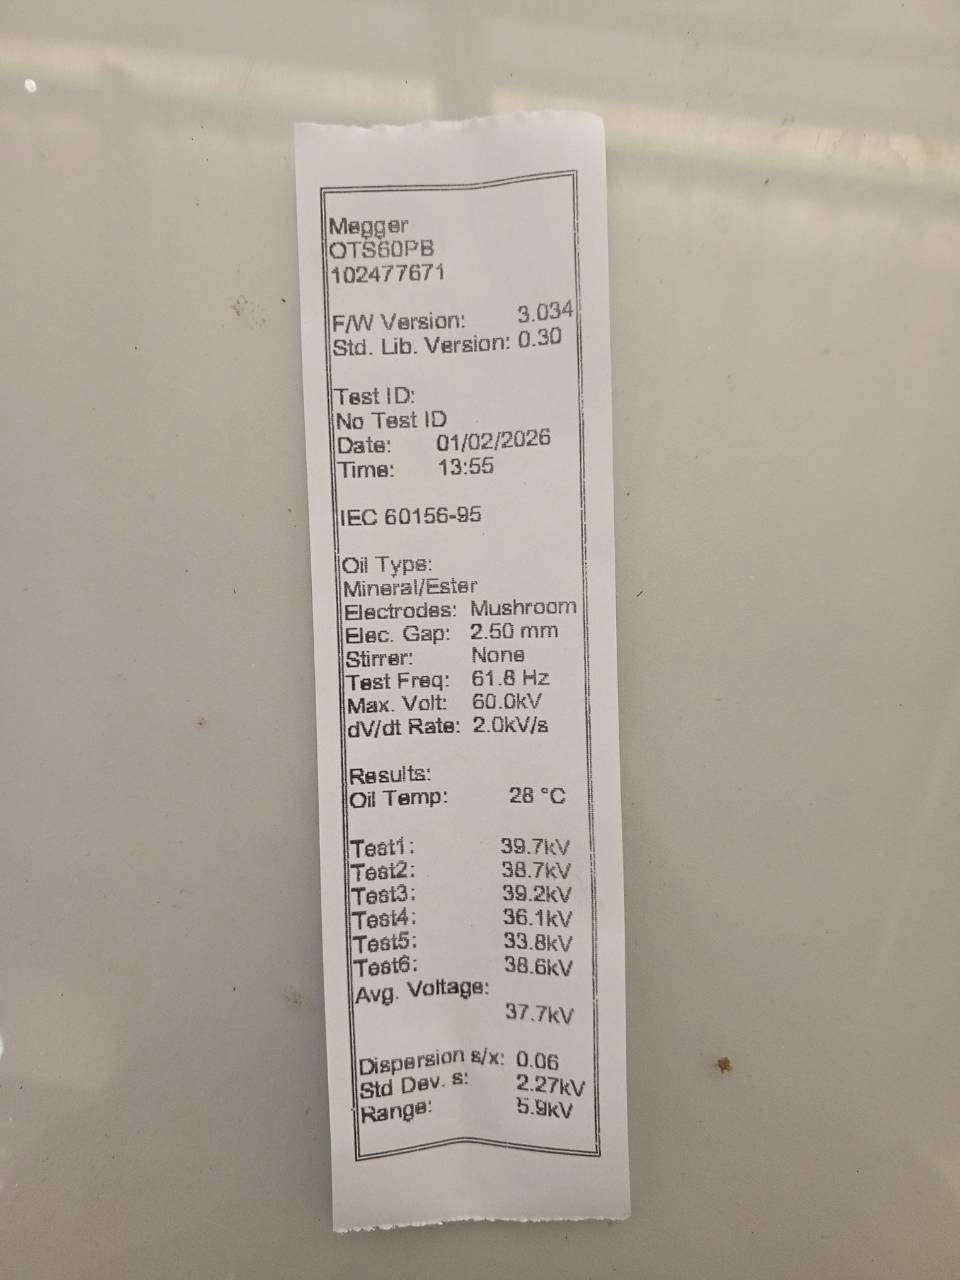 Megger
OTS60PB
102477671
F/W Version: 3.034
Std. Lib. Version: 0.30
Test ID:
No Test ID
Date: 01/02/2026
Time: 13:55
IEC 60156-95
Oil Type:
Mineral/Ester
Electrodes: Mushroom
Elec. Gap: 2.50 mm
Stirrer: None
Test Freq: 61.8 Hz
Max. Volt: 60.0kV
dV/dt Rate: 2.0kV/s
Results:
Oil Temp: 28 °C
Test1: 39.7kV
Test2: 38.7kV
Test3: 39.2kV
Test4: 36.1kV
Test5: 33.8kV
Test6: 38.6kV
Avg. Voltage:
37.7kV
Dispersion s/x: 0.06
Std Dev. s: 2.27kV
Range: 5.9kV